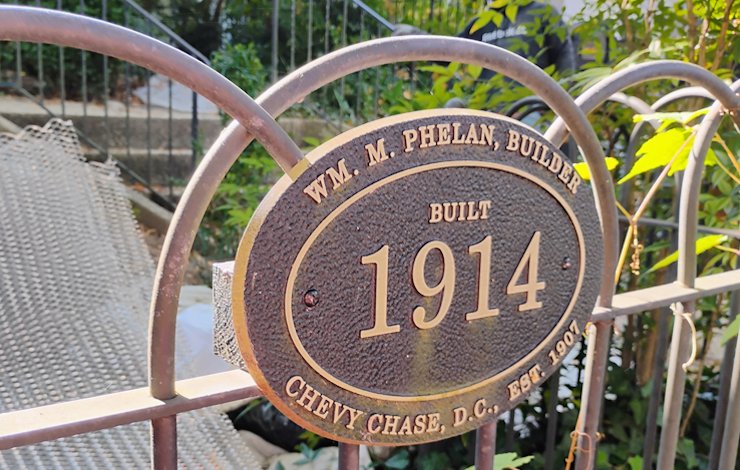 WM. M. PHELAN, BUILDER
BUILT
1914
CHEVY CHASE, D.C., EST. 1907